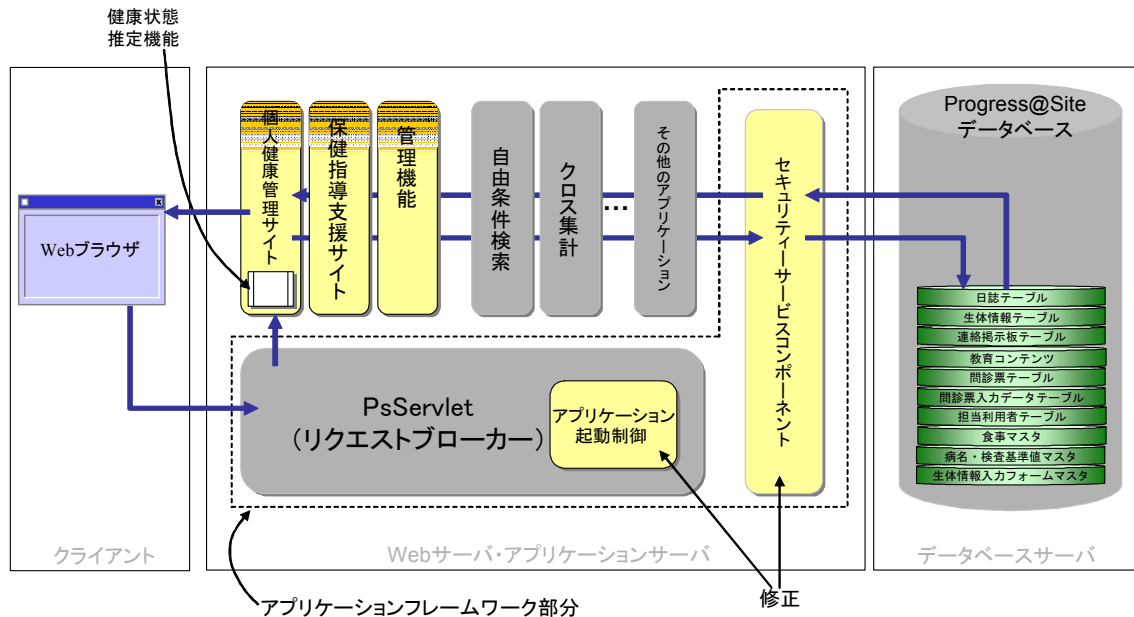 健康状態
推定機能
個人健康管理サイト
保健指導支援サイト
管理機能
自由条件検索
クロス集計
…
その他のアプリケーション
セキュリティーサービスコンポーネント
Progress@Site
データベース
Webブラウザ
日誌テーブル
生体情報テーブル
連絡掲示板テーブル
教育コンテンツ
問診票テーブル
問診票入力データテーブル
担当利用者テーブル
食事マスタ
病名・検査基準値マスタ
生体情報入力フォームマスタ
PsServlet
（リクエストブローカー）
アプリケーション
起動制御
クライアント
Webサーバ・アプリケーションサーバ
データベースサーバ
アプリケーションフレームワーク部分
修正